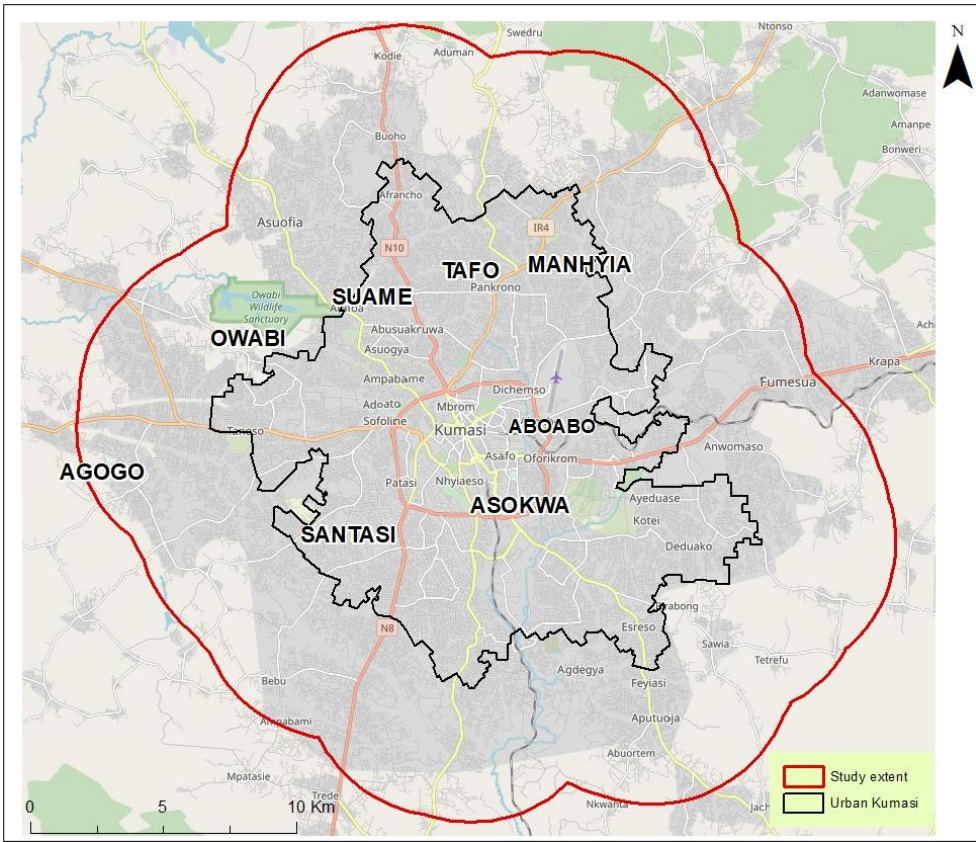 Swedru
Ntonso
N
Kodie
Aduman
Adanwomase
Amanpe
Bonweri
Buoho
Afrancho
Asuofia
IR4
N10
TAFO
MANHYIA
Pankrono
Owabi
Wildlife
Sanctuary
SUAME
OWABI
Abusuakruwa
Asuogya
Krapa
Ampabame
Dichemso
Fumesua
Adoato
Sofoline
Mbrom
Kumasi
ABOABO
Tanoso
Anwomaso
Asafo
Oforikrom
AGOGO
Patasi
Nhyiaeso
ASOKWA
Ayeduase
Kotei
SANTASI
Deduako
N8
Esreso
Sawia
Tetrefu
Agdegya
Feyiasi
Bebu
Aputuoja
Ampabami
Abuortem
Mpatasie
Trede
Nkwanta
Jach
Study extent
Urban Kumasi
0 5 10 Km